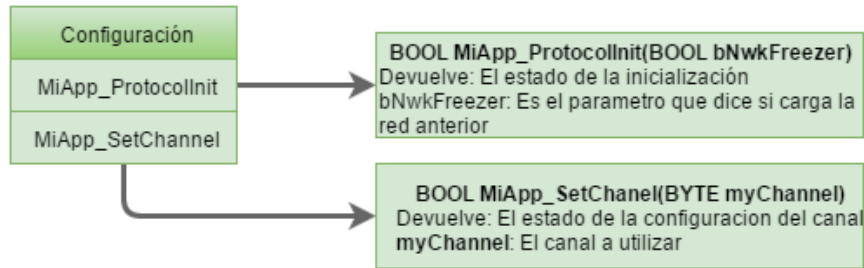 Configuración
MiApp_ProtocolInit
MiApp_SetChannel
BOOL MiApp_ProtocolInit(BOOL bNwkFreezer)
Devuelve: El estado de la inicialización
bNwkFreezer: Es el parametro que dice si carga la
red anterior
BOOL MiApp_SetChanel(BYTE myChannel)
Devuelve: El estado de la configuracion del canal
myChannel: El canal a utilizar